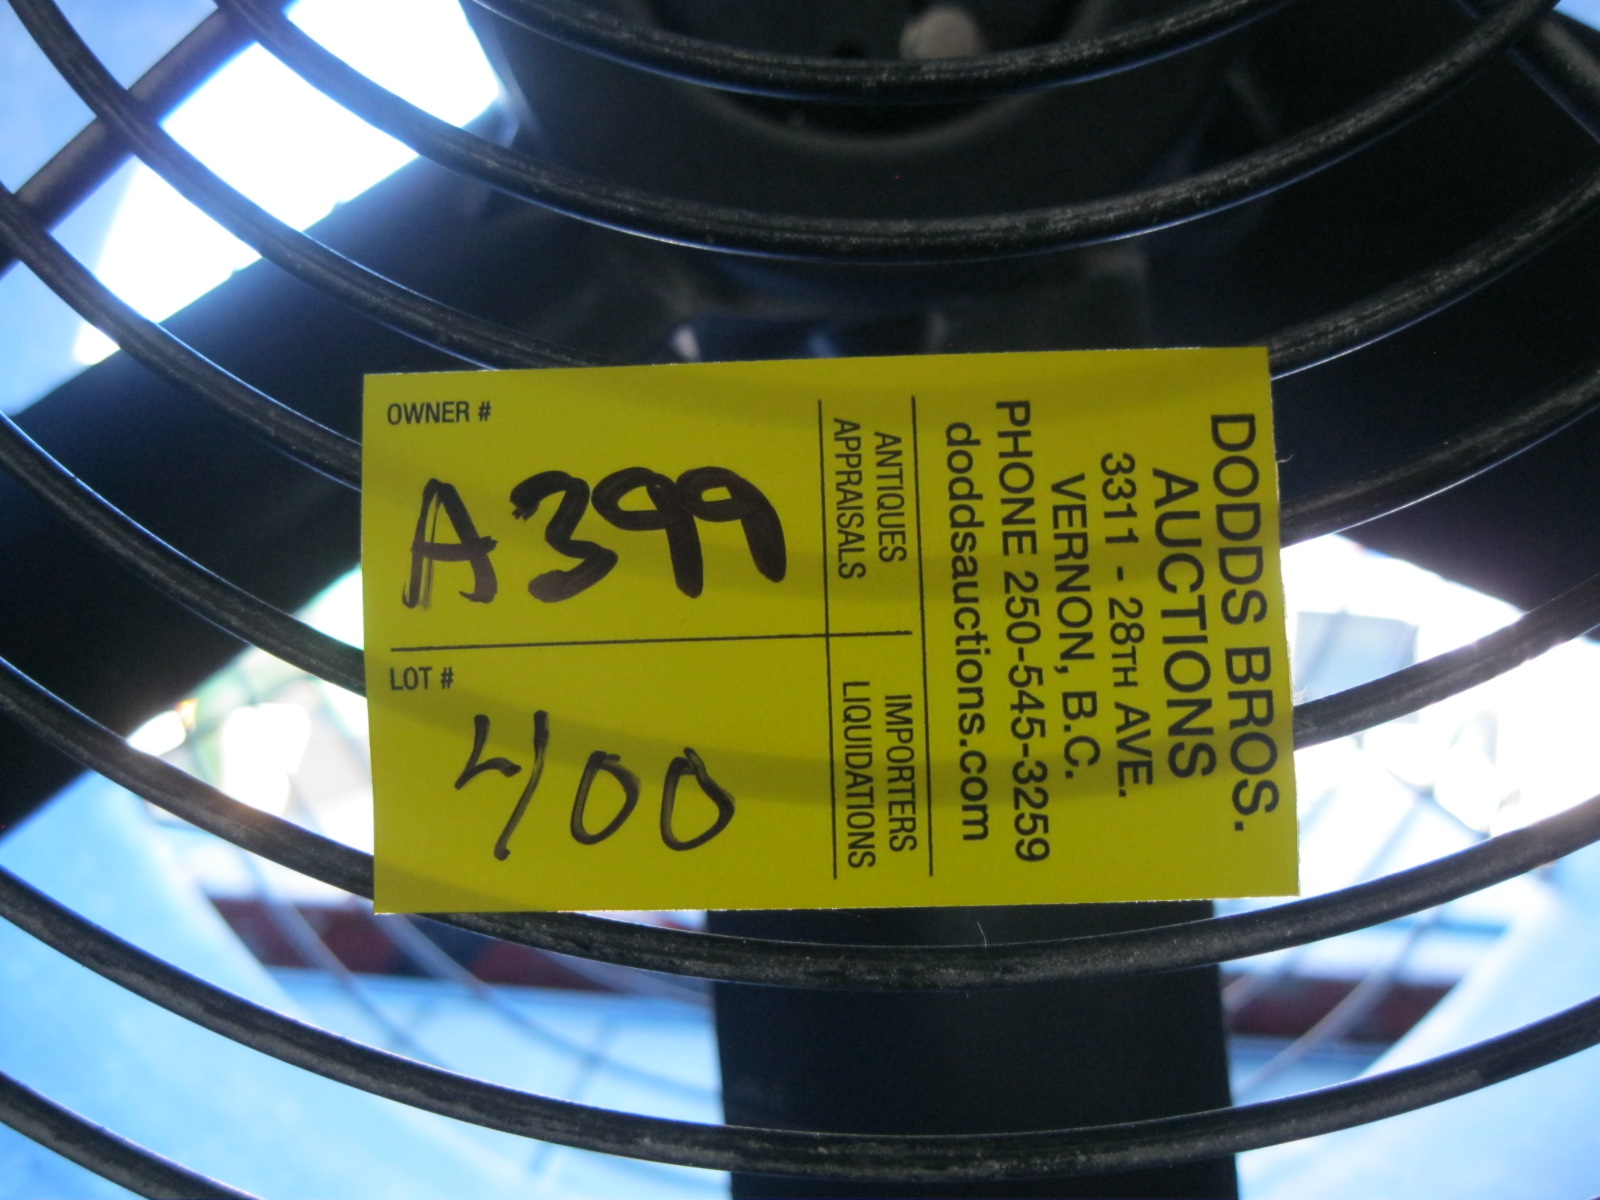 DODDS BROS.
AUCTIONS
3311 - 28TH AVE.
VERNON, B.C.
PHONE 250-545-3259
doddsauctions.com
ANTIQUES
APPRAISALS
IMPORTERS
LIQUIDATIONS
OWNER #
A399
LOT #
400